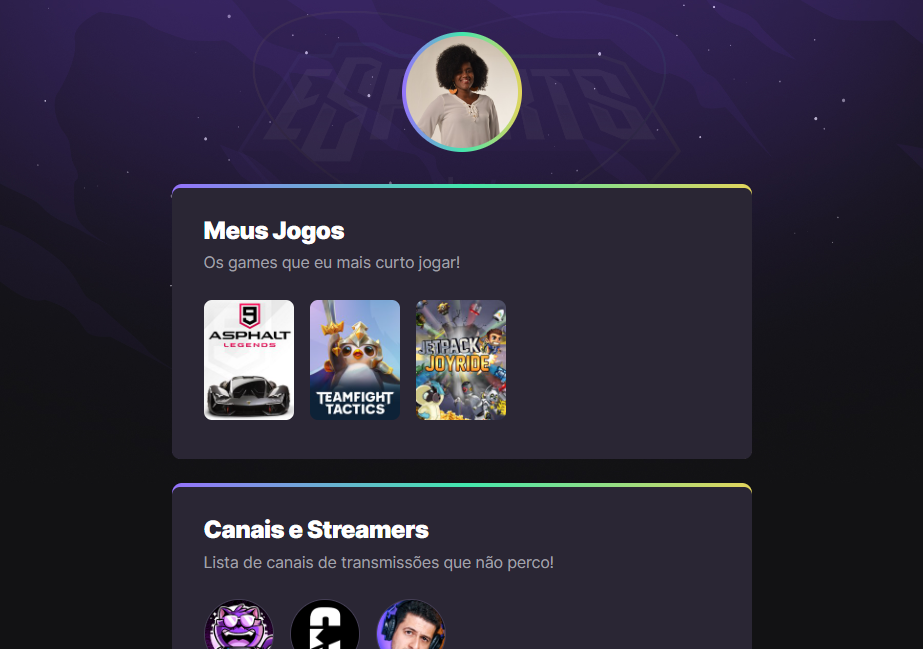 ESPORTS
Meus Jogos
Os games que eu mais curto jogar!
9
ASPHALT
LEGENDS
TEAMFIGHT
TACTICS
JETPACK
JOYRIDE
Canais e Streamers
Lista de canais de transmissões que não perco!